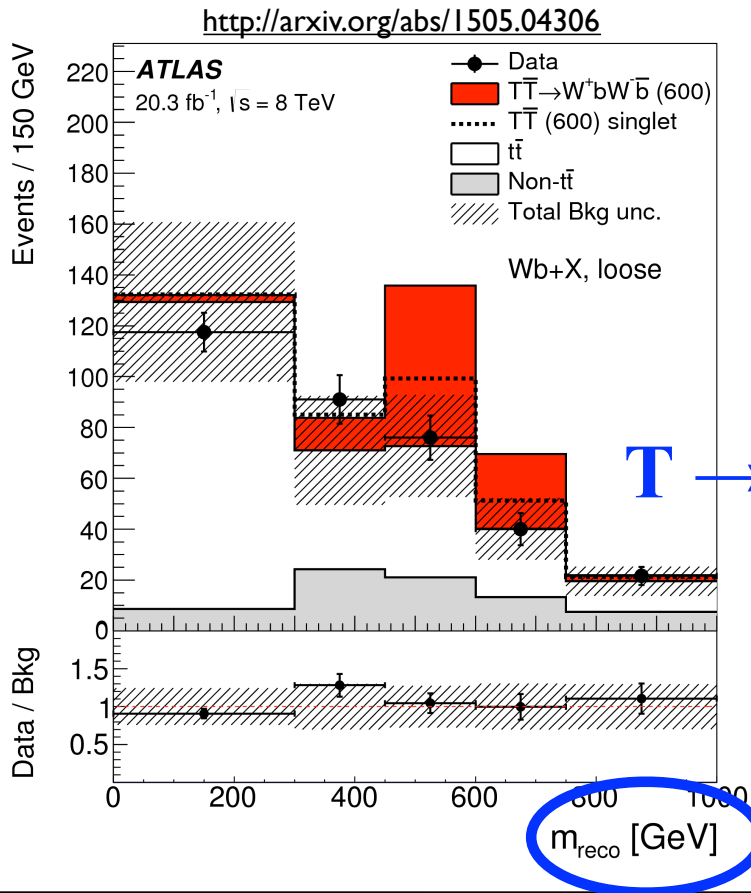 http://arxiv.org/abs/1505.04306
Events / 150 GeV
220
200
180
160
140
120
100
80
60
40
20
0
ATLAS
20.3 fb⁻¹, √s = 8 TeV
Data
TT̅→W⁺bW⁻b̅ (600)
TT̅ (600) singlet
tt̅
Non-tt̅
Total Bkg unc.
Wb+X, loose
T →
Data / Bkg
1.5
1
0.5
0 200 400 600 800 1000
m_reco [GeV]